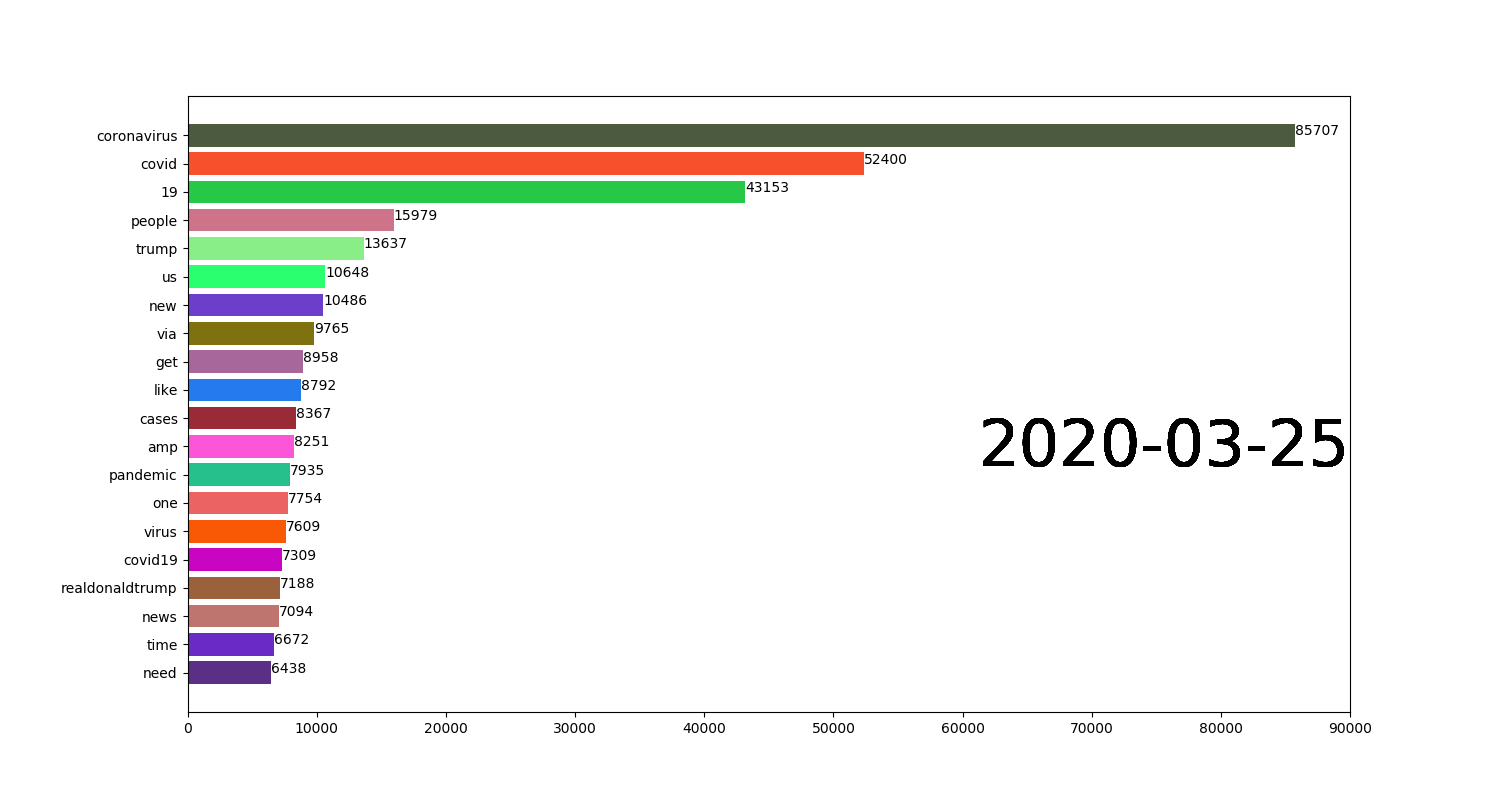 coronavirus 85707
covid 52400
19 43153
people 15979
trump 13637
us 10648
new 10486
via 9765
get 8958
like 8792
cases 8367
amp 8251
2020-03-25
pandemic 7935
one 7754
virus 7609
covid19 7309
realdonaldtrump 7188
news 7094
time 6672
need 6438
0 10000 20000 30000 40000 50000 60000 70000 80000 90000